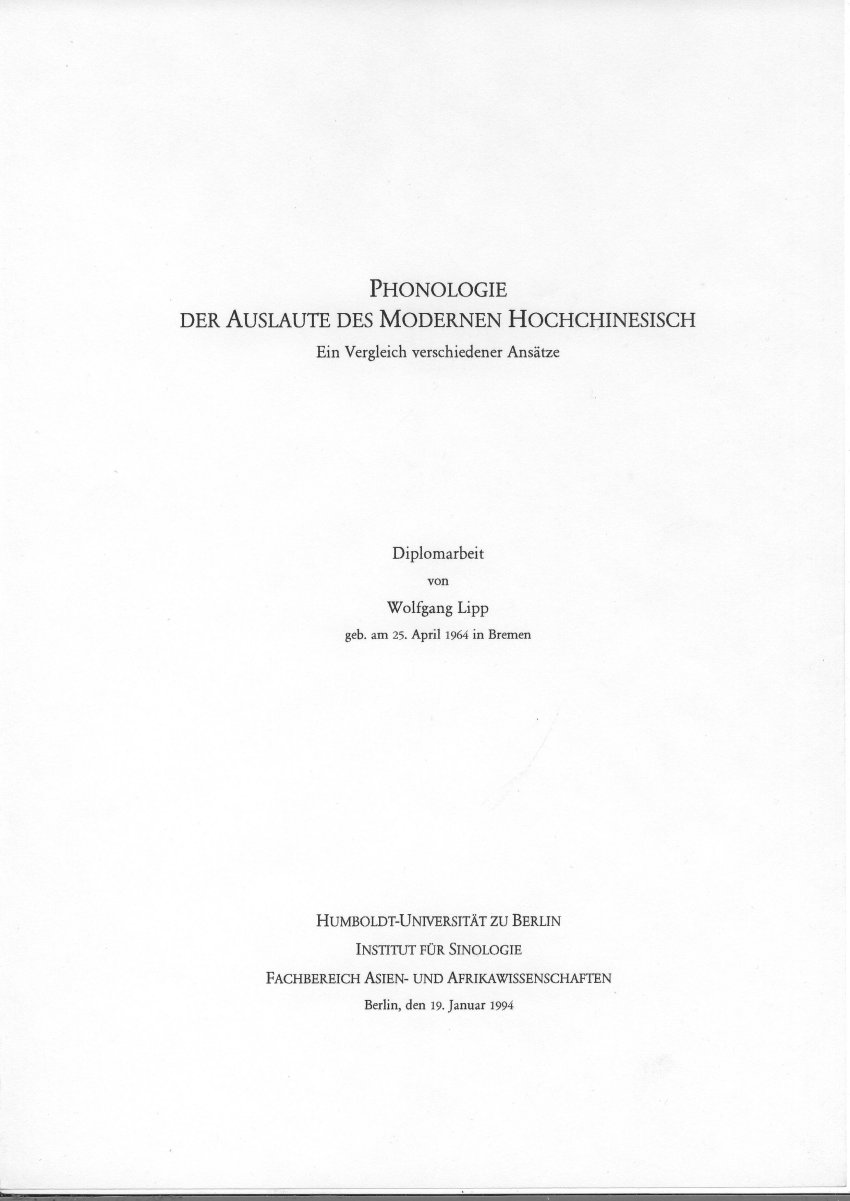 PHONOLOGIE
DER AUSLAUTE DES MODERNEN HOCHCHINESISCH
Ein Vergleich verschiedener Ansätze
Diplomarbeit
von
Wolfgang Lipp
geb. am 25. April 1964 in Bremen
HUMBOLDT-UNIVERSITÄT ZU BERLIN
INSTITUT FÜR SINOLOGIE
FACHBEREICH ASIEN- UND AFRIKAWISSENSCHAFTEN
Berlin, den 19. Januar 1994